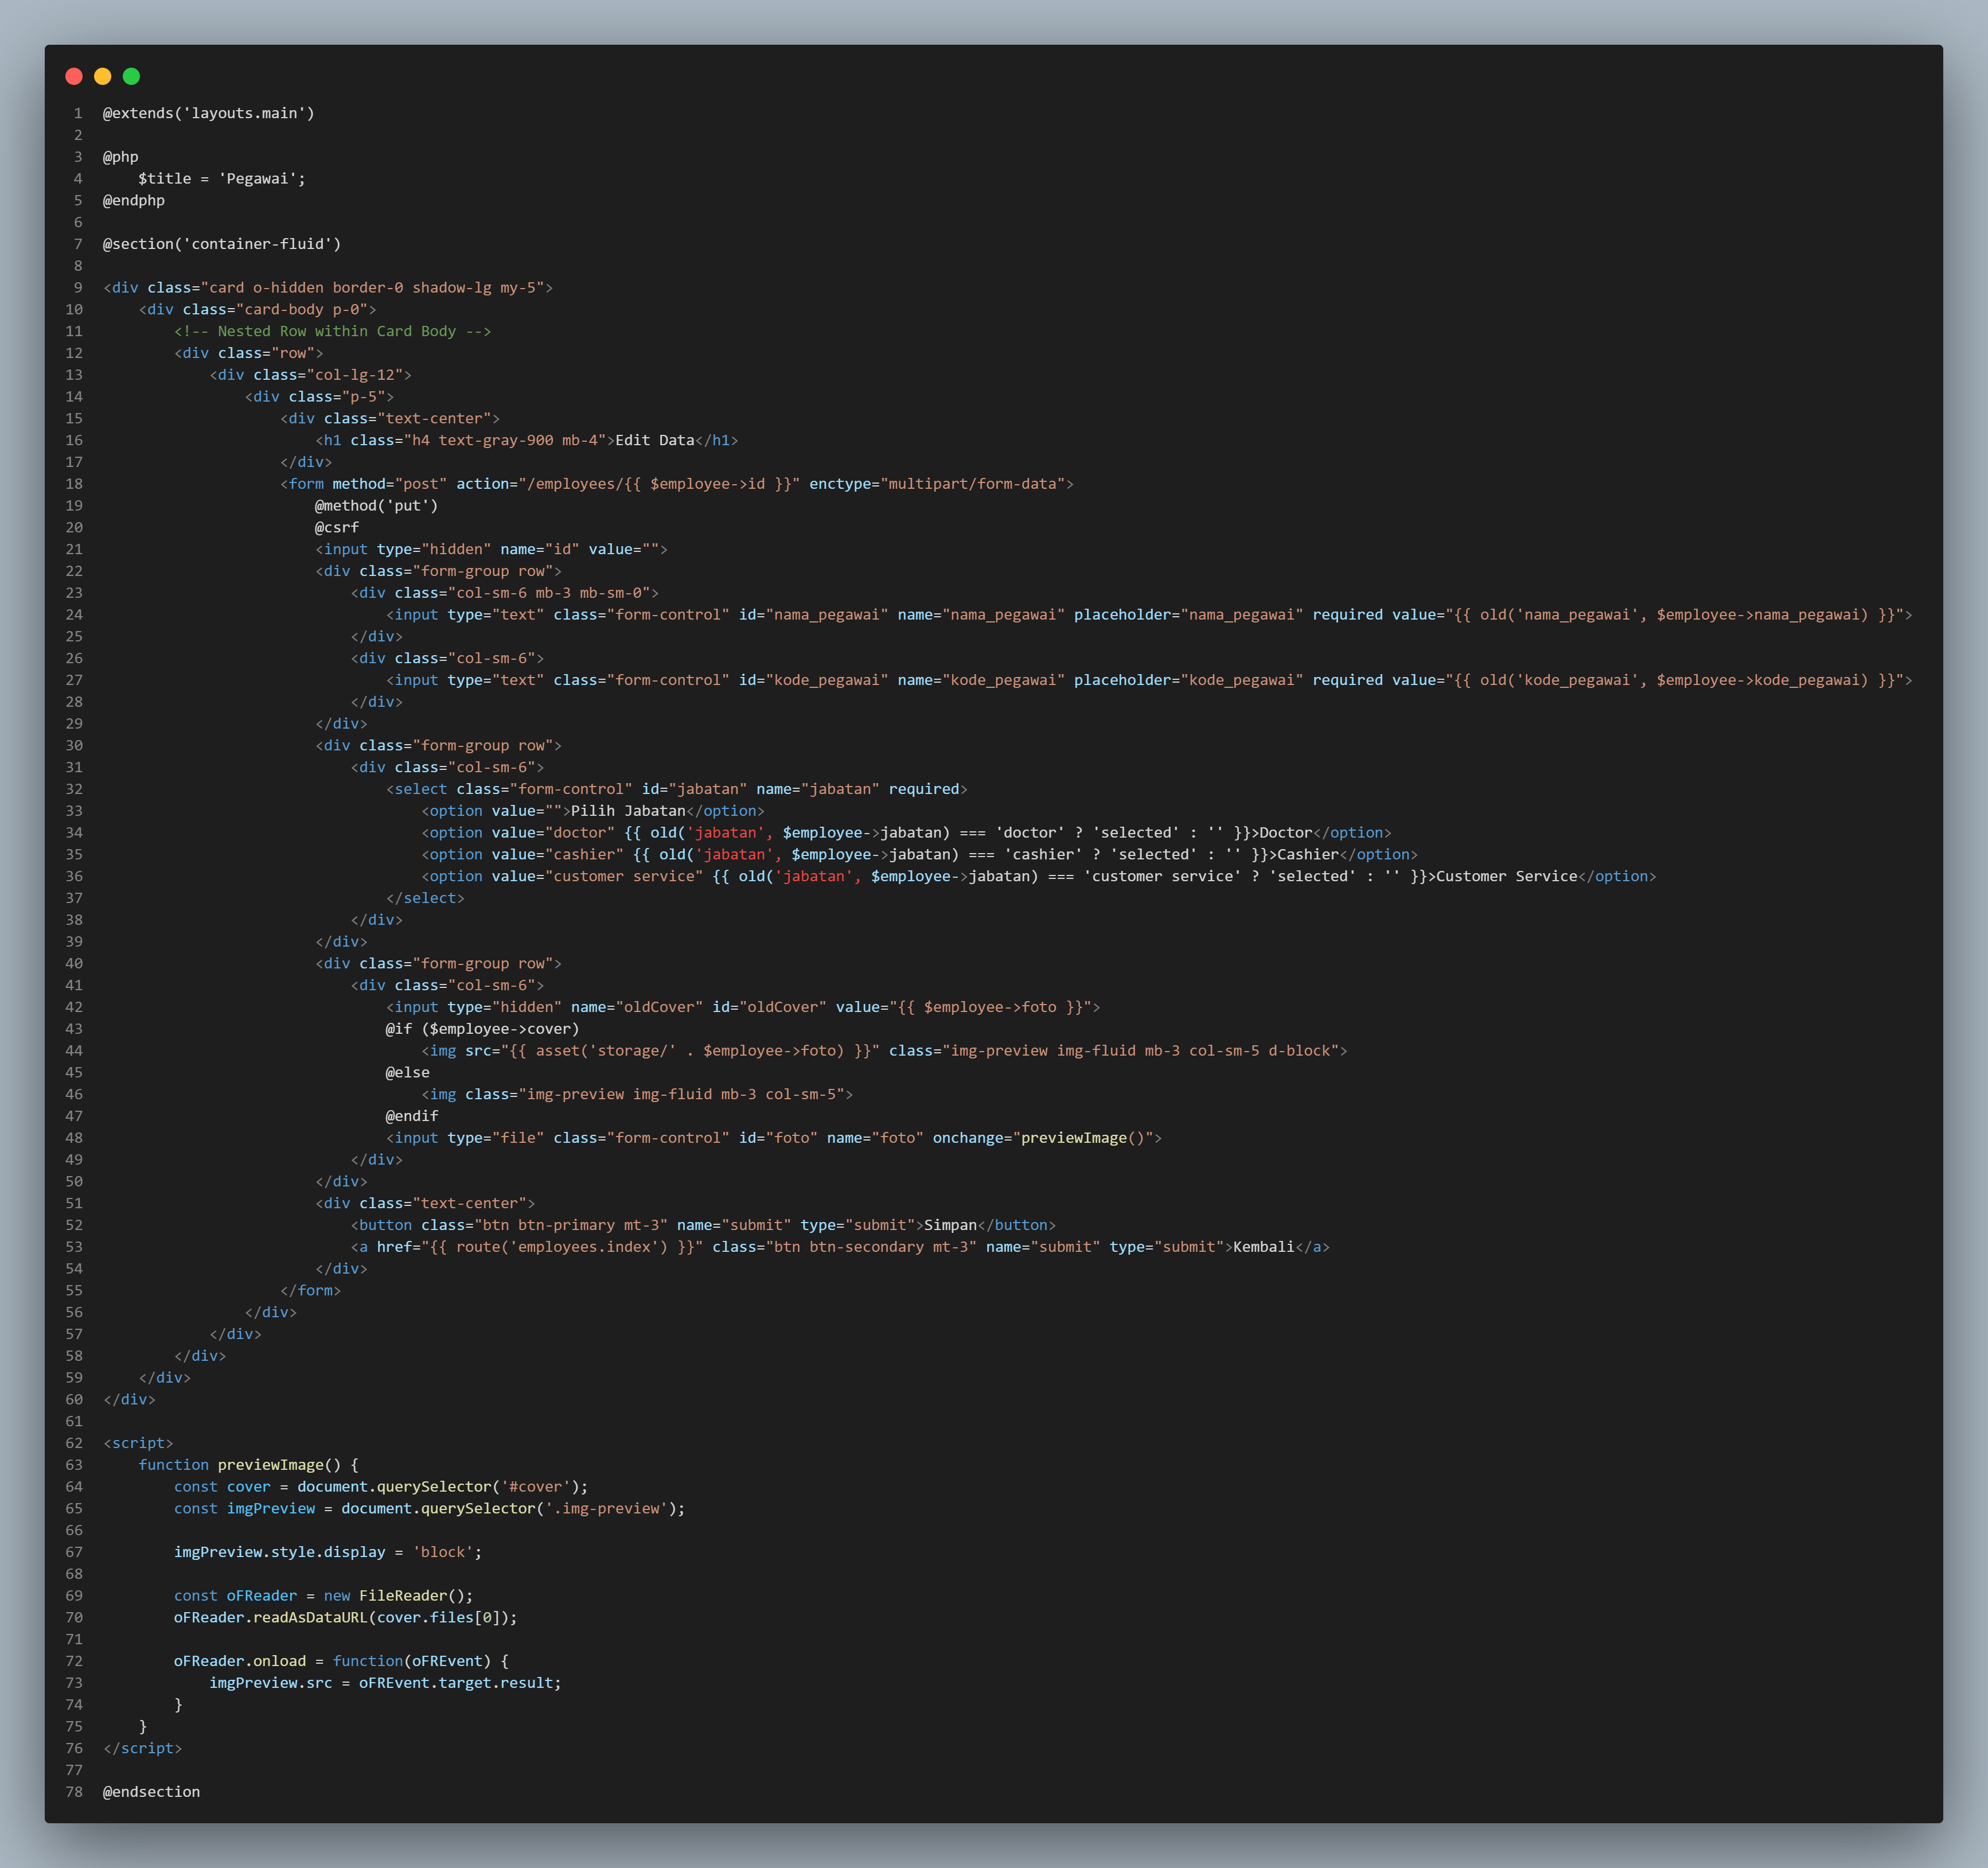 1 @extends('layouts.main')
2
3 @php
4     $title = 'Pegawai';
5 @endphp
6
7 @section('container-fluid')
8
9 <div class="card o-hidden border-0 shadow-lg my-5">
10     <div class="card-body p-0">
11         <!-- Nested Row within Card Body -->
12         <div class="row">
13             <div class="col-lg-12">
14                 <div class="p-5">
15                     <div class="text-center">
16                         <h1 class="h4 text-gray-900 mb-4">Edit Data</h1>
17                     </div>
18                     <form method="post" action="/employees/{{ $employee->id }}" enctype="multipart/form-data">
19                         @method('put')
20                         @csrf
21                         <input type="hidden" name="id" value="">
22                         <div class="form-group row">
23                             <div class="col-sm-6 mb-3 mb-sm-0">
24                                 <input type="text" class="form-control" id="nama_pegawai" name="nama_pegawai" placeholder="nama_pegawai" required value="{{ old('nama_pegawai', $employee->nama_pegawai) }}">
25                             </div>
26                             <div class="col-sm-6">
27                                 <input type="text" class="form-control" id="kode_pegawai" name="kode_pegawai" placeholder="kode_pegawai" required value="{{ old('kode_pegawai', $employee->kode_pegawai) }}">
28                             </div>
29                         </div>
30                         <div class="form-group row">
31                             <div class="col-sm-6">
32                                 <select class="form-control" id="jabatan" name="jabatan" required>
33                                     <option value="">Pilih Jabatan</option>
34                                     <option value="doctor" {{ old('jabatan', $employee->jabatan) === 'doctor' ? 'selected' : '' }}>Doctor</option>
35                                     <option value="cashier" {{ old('jabatan', $employee->jabatan) === 'cashier' ? 'selected' : '' }}>Cashier</option>
36                                     <option value="customer service" {{ old('jabatan', $employee->jabatan) === 'customer service' ? 'selected' : '' }}>Customer Service</option>
37                                 </select>
38                             </div>
39                         </div>
40                         <div class="form-group row">
41                             <div class="col-sm-6">
42                                 <input type="hidden" name="oldCover" id="oldCover" value="{{ $employee->foto }}">
43                                 @if ($employee->cover)
44                                     <img src="{{ asset('storage/' . $employee->foto) }}" class="img-preview img-fluid mb-3 col-sm-5 d-block">
45                                 @else
46                                     <img class="img-preview img-fluid mb-3 col-sm-5">
47                                 @endif
48                                 <input type="file" class="form-control" id="foto" name="foto" onchange="previewImage()">
49                             </div>
50                         </div>
51                         <div class="text-center">
52                             <button class="btn btn-primary mt-3" name="submit" type="submit">Simpan</button>
53                             <a href="{{ route('employees.index') }}" class="btn btn-secondary mt-3" name="submit" type="submit">Kembali</a>
54                         </div>
55                     </form>
56                 </div>
57             </div>
58         </div>
59     </div>
60 </div>
61
62 <script>
63     function previewImage() {
64         const cover = document.querySelector('#cover');
65         const imgPreview = document.querySelector('.img-preview');
66
67         imgPreview.style.display = 'block';
68
69         const oFReader = new FileReader();
70         oFReader.readAsDataURL(cover.files[0]);
71
72         oFReader.onload = function(oFREvent) {
73             imgPreview.src = oFREvent.target.result;
74         }
75     }
76 </script>
77
78 @endsection